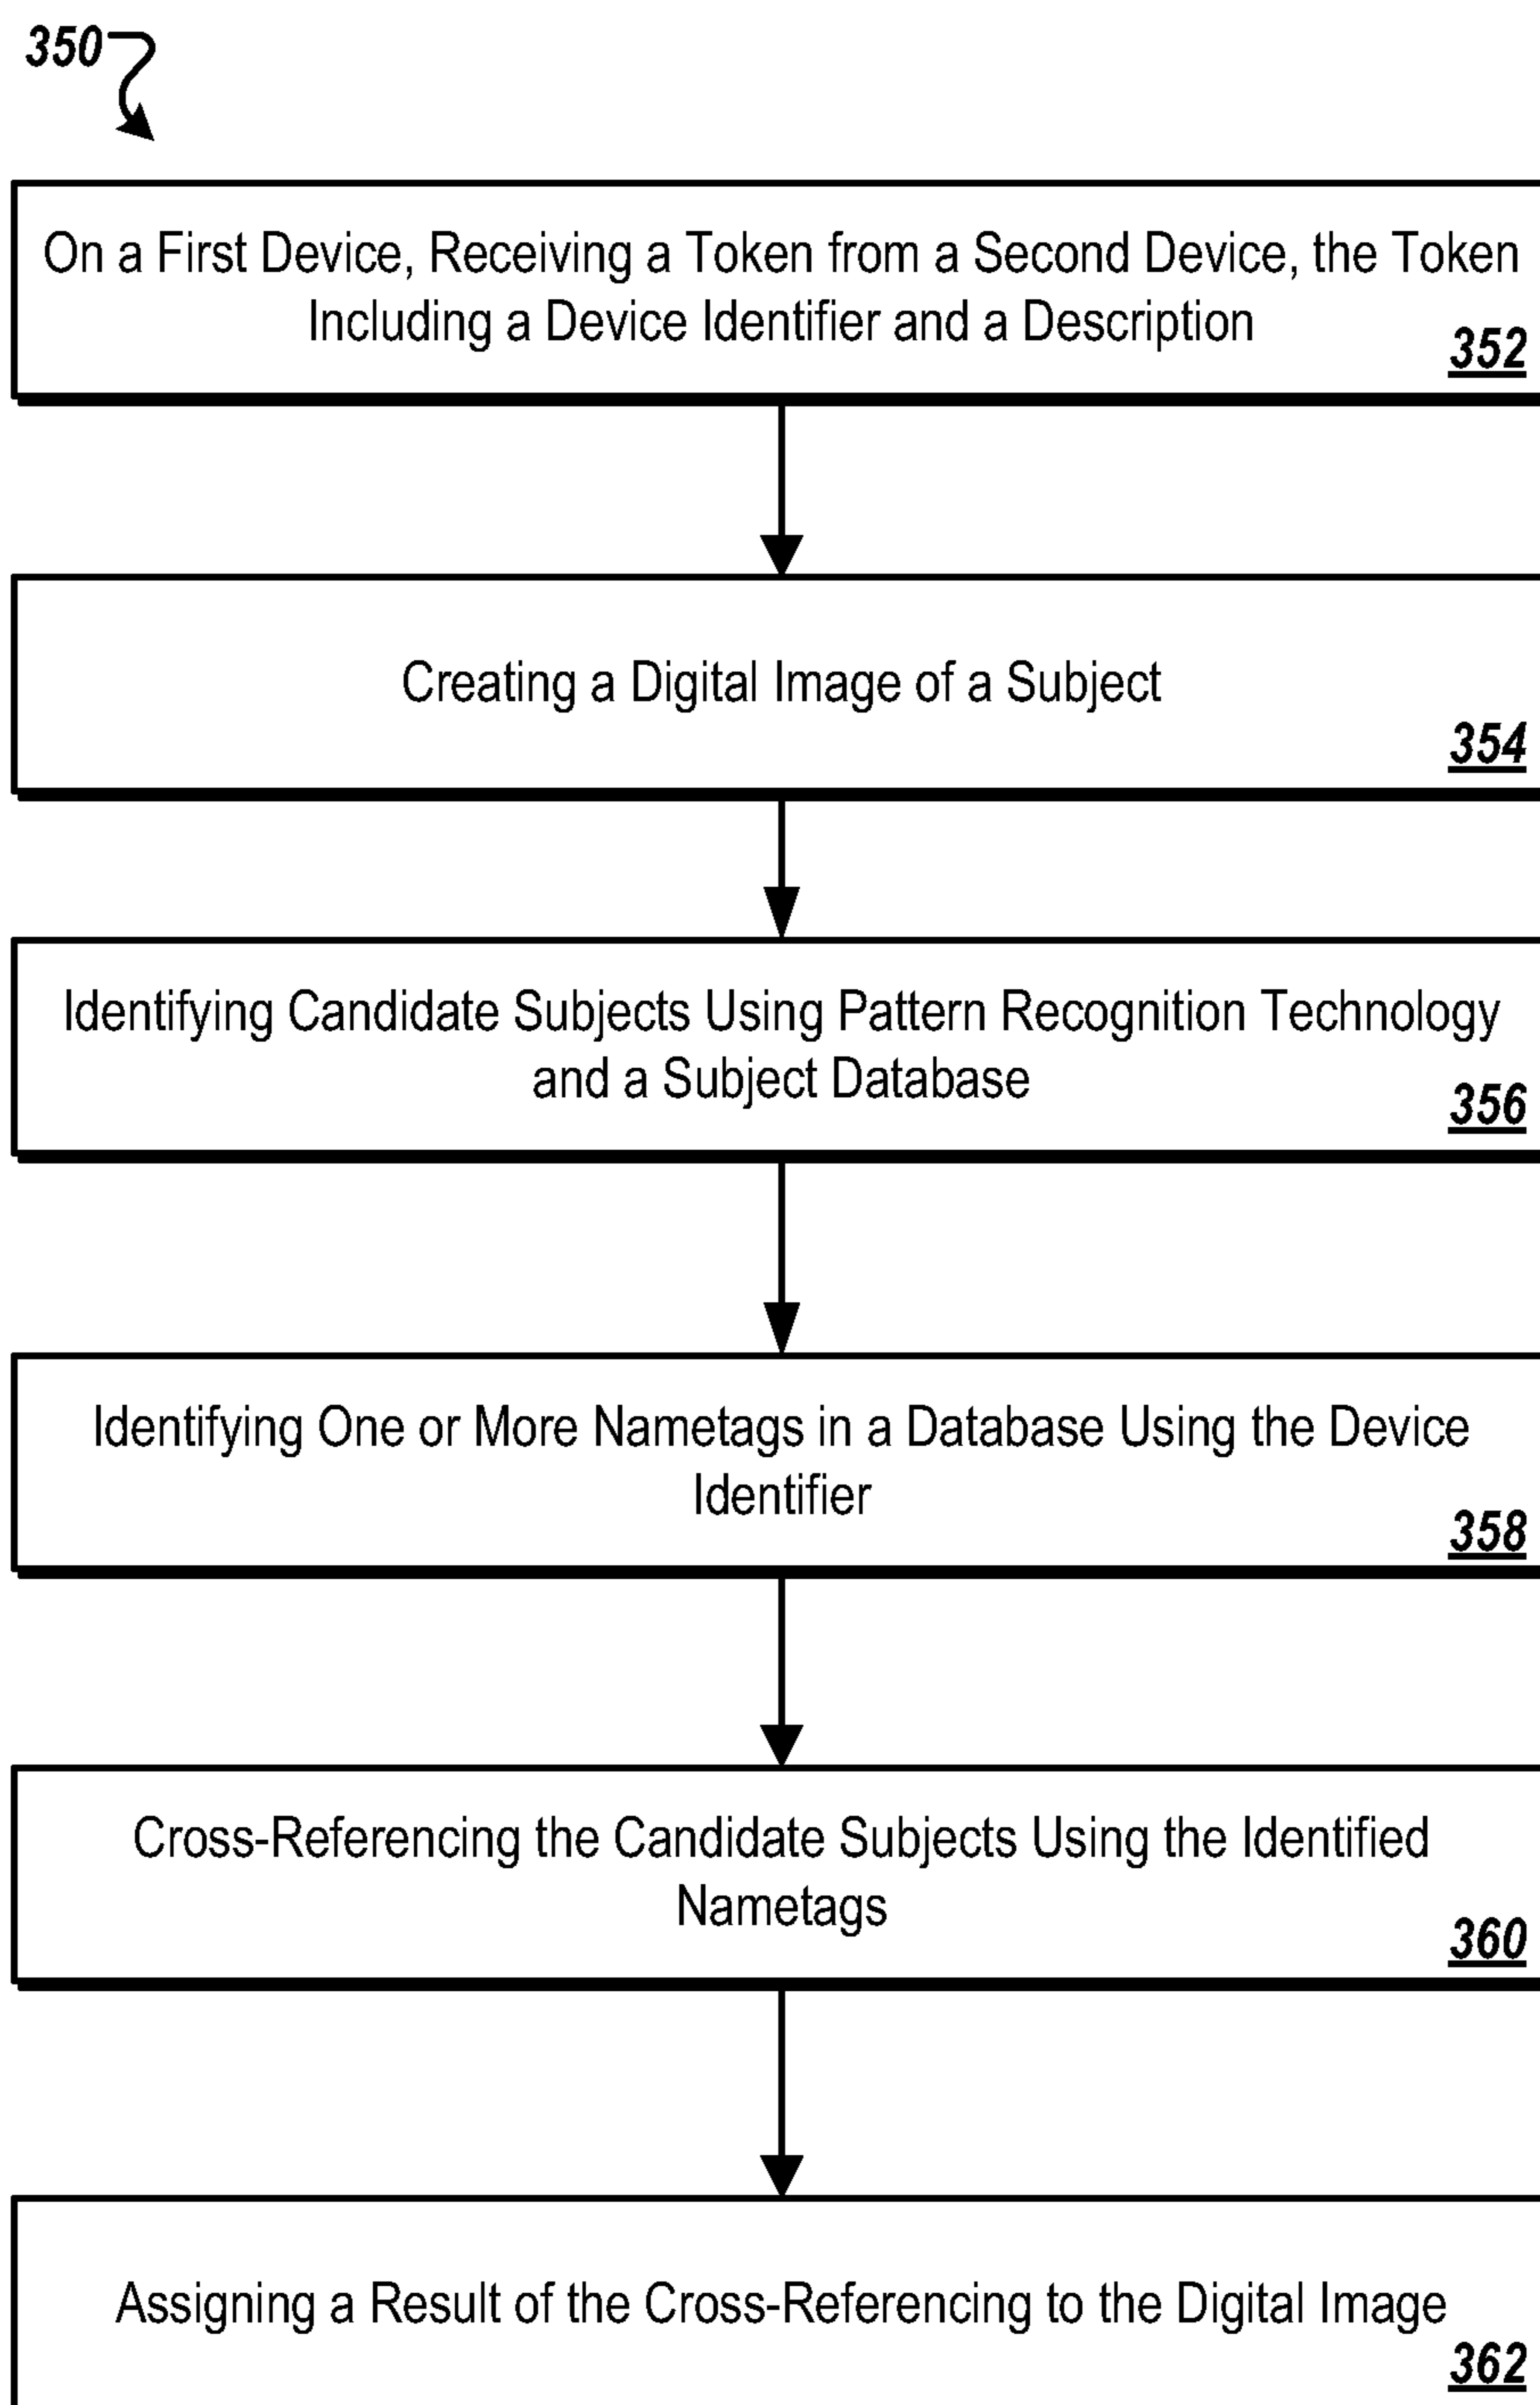 350
On a First Device, Receiving a Token from a Second Device, the Token
Including a Device Identifier and a Description
352
Creating a Digital Image of a Subject
354
Identifying Candidate Subjects Using Pattern Recognition Technology
and a Subject Database
356
Identifying One or More Nametags in a Database Using the Device
Identifier
358
Cross-Referencing the Candidate Subjects Using the Identified
Nametags
360
Assigning a Result of the Cross-Referencing to the Digital Image
362